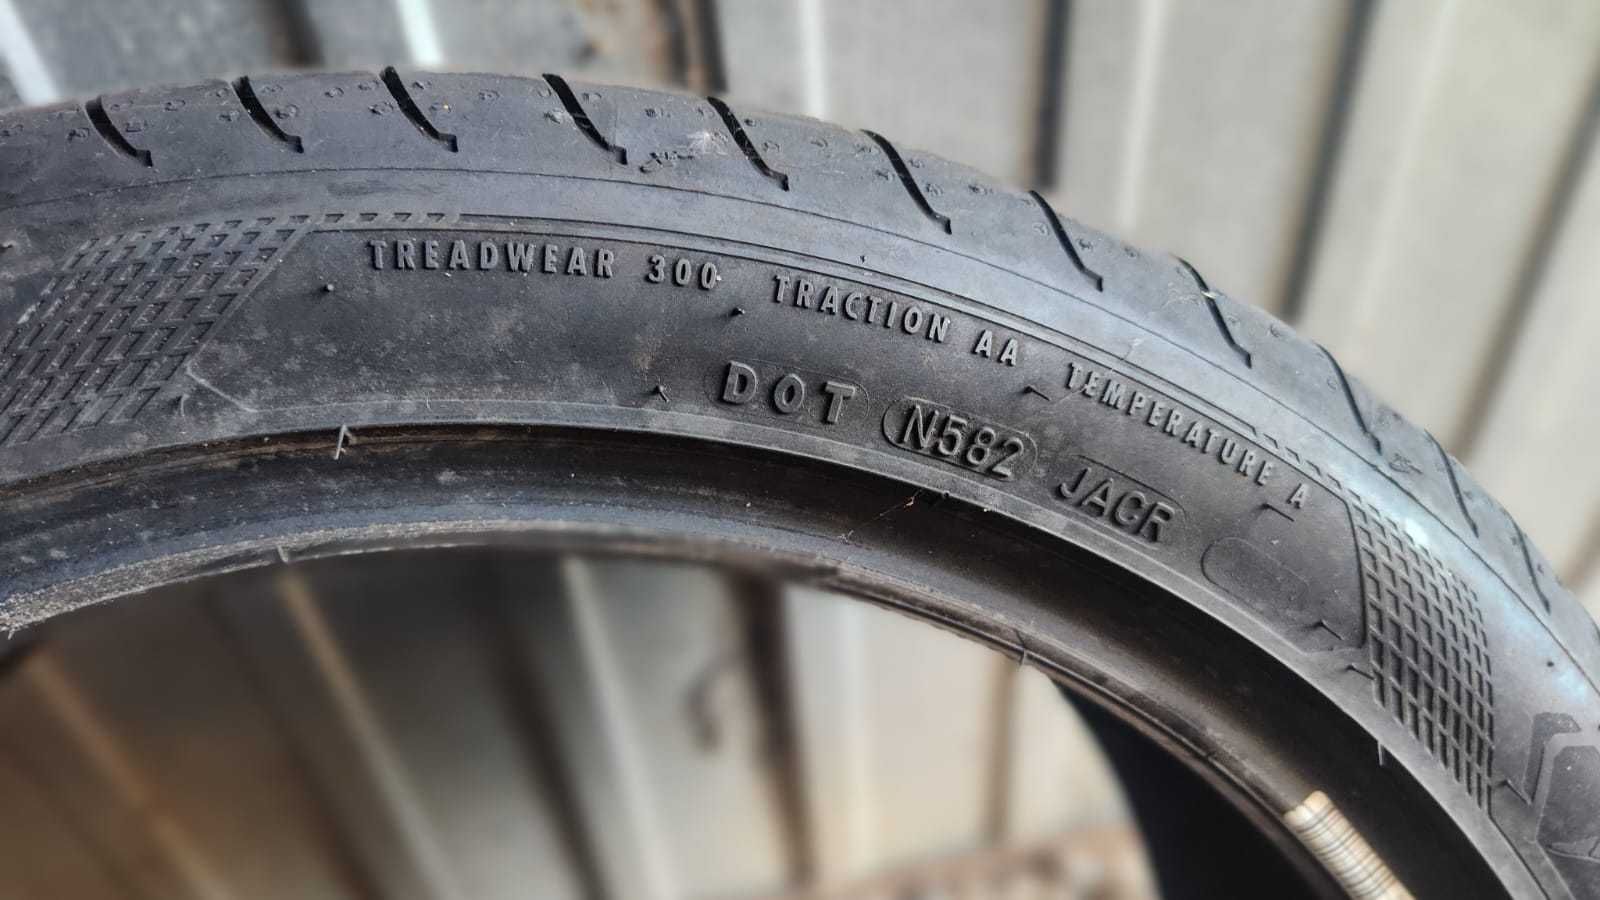 TREADWEAR 300 TRACTION AA TEMPERATURE A
DOT N582 JACR